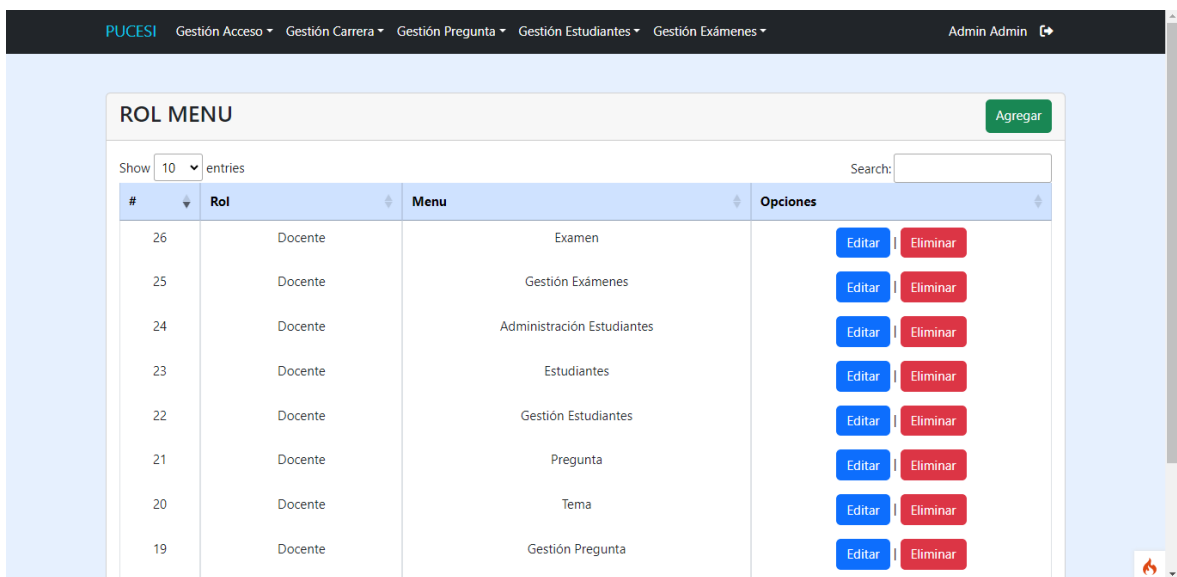 PUCESI Gestión Acceso Gestión Carrera Gestión Pregunta Gestión Estudiantes Gestión Exámenes Admin Admin
ROL MENU Agregar
Show 10 entries Search:
# Rol Menu Opciones
26 Docente Examen Editar | Eliminar
25 Docente Gestión Exámenes Editar | Eliminar
24 Docente Administración Estudiantes Editar | Eliminar
23 Docente Estudiantes Editar | Eliminar
22 Docente Gestión Estudiantes Editar | Eliminar
21 Docente Pregunta Editar | Eliminar
20 Docente Tema Editar | Eliminar
19 Docente Gestión Pregunta Editar | Eliminar